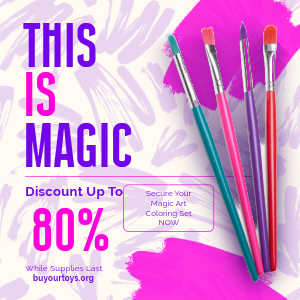 THIS
IS
MAGIC
Discount Up To
80%
Secure Your
Magic Art
Coloring Set
NOW
While Supplies Last
buyourtoys.org